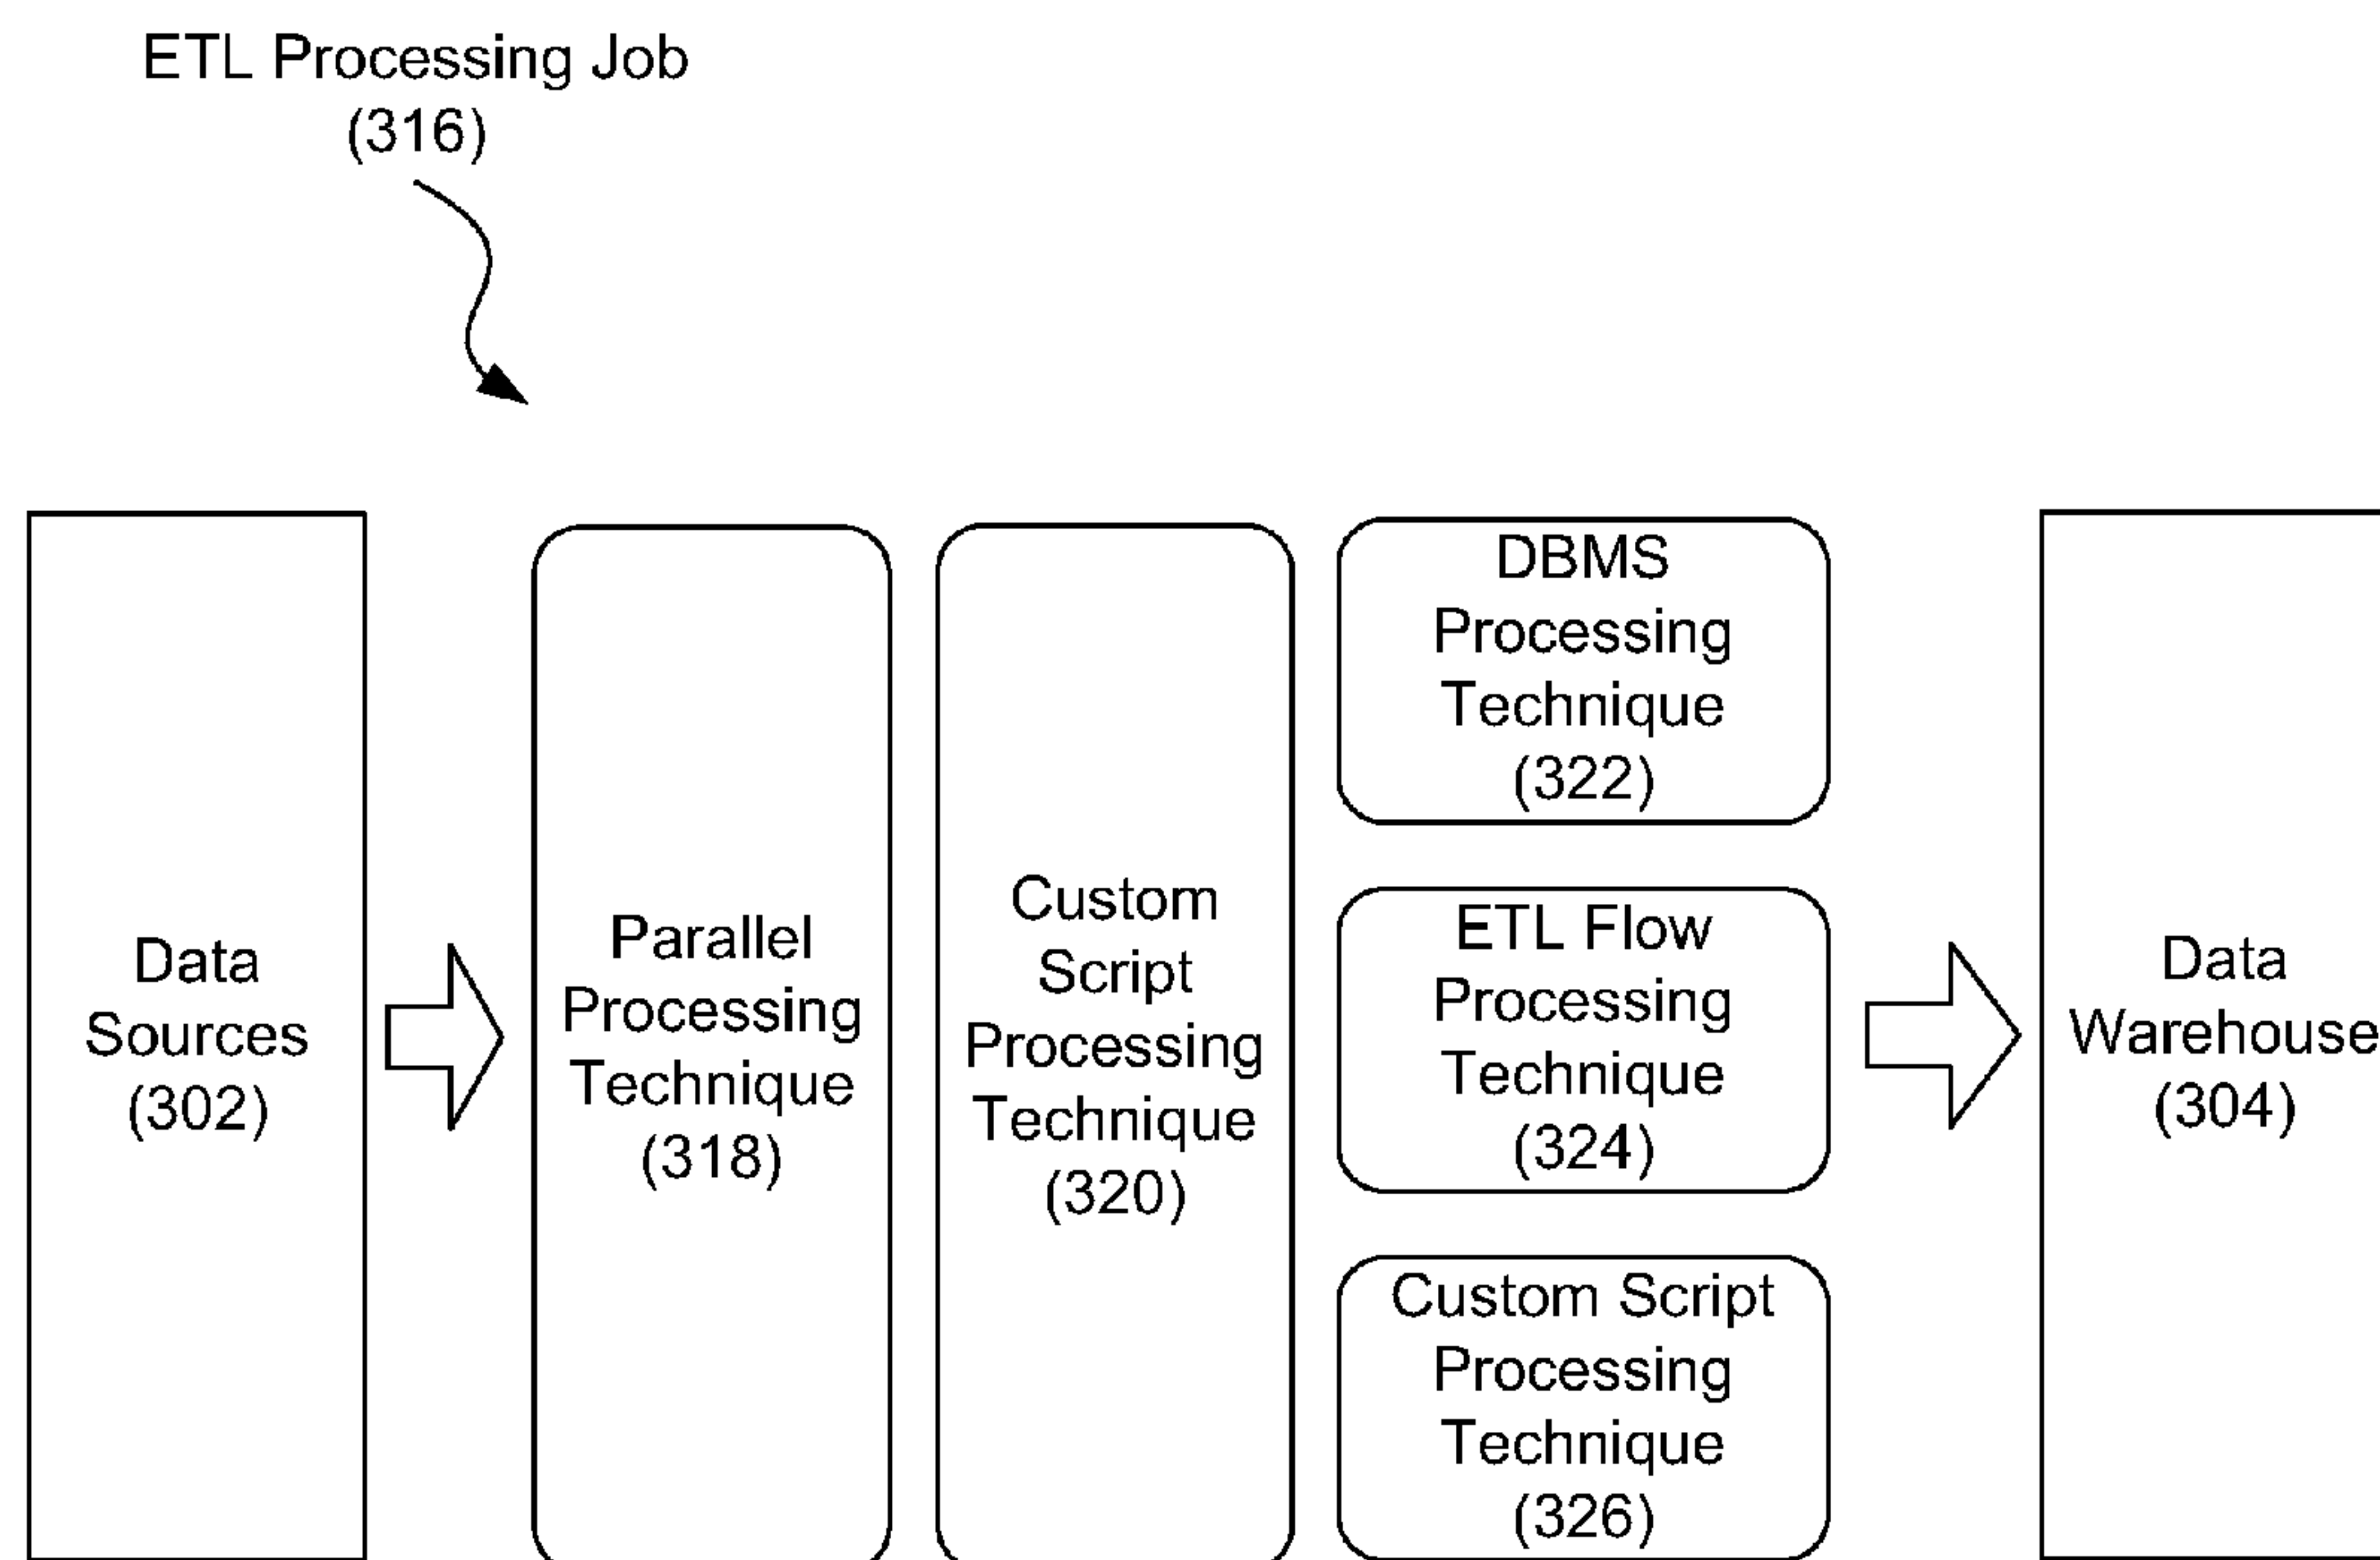 ETL Processing Job
(316)
Data
Sources
(302)
Parallel
Processing
Technique
(318)
Custom
Script
Processing
Technique
(320)
DBMS
Processing
Technique
(322)
ETL Flow
Processing
Technique
(324)
Custom Script
Processing
Technique
(326)
Data
Warehouse
(304)